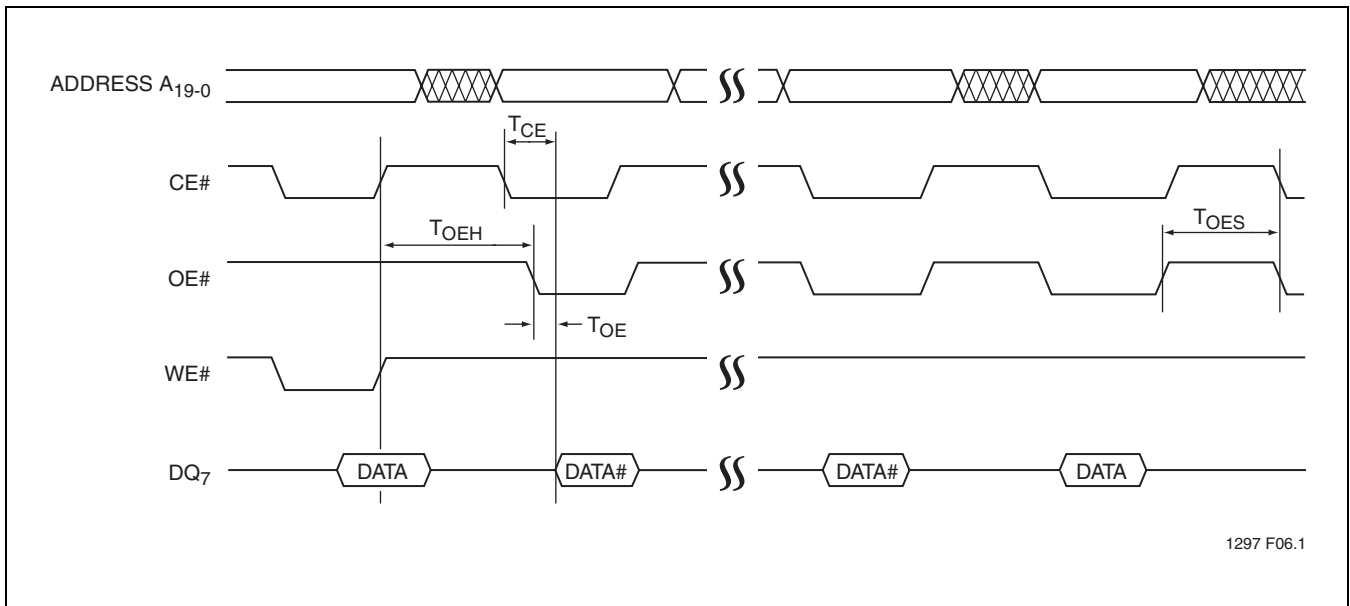 ADDRESS A19-0
TCE
CE#
TOEH
TOES
OE#
TOE
WE#
DQ7
DATA
DATA#
DATA#
DATA
1297 F06.1